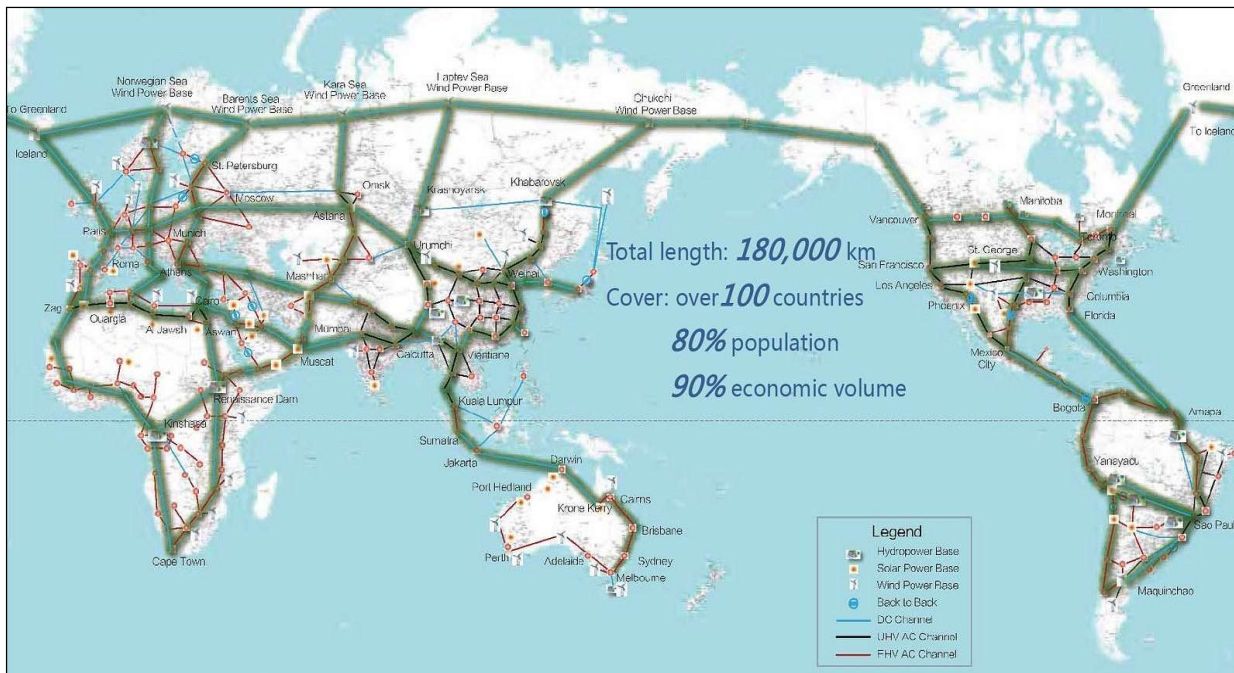 Norwegian Sea
Wind Power Base
Barents Sea
Wind Power Base
Kara Sea
Wind Power Base
Laptev Sea
Wind Power Base
Chukchi
Wind Power Base
To Greenland
Iceland
Greenland
To Iceland
St. Petersburg
Moscow
Omsk
Astana
Krasnoyarsk
Khabarovsk
Paris
Munich
Roma
Athens
Urumchi
Weihai
Mashhar
Zag
Ouargla
Al Jawsh
Cairo
Aswan
Muscat
Mumbai
Calcutta
Vientiane
Renaissance Dam
Kinshasa
Cape Town
Kuala Lumpur
Sumatra
Jakarta
Darwin
Port Hedland
Krone Kerry
Cairns
Brisbane
Perth
Adelaide
Sydney
Melbourne
Total length: 180,000 km
Cover: over 100 countries
80% population
90% economic volume
Vancouver
Manitoba
Montreal
Toronto
St. George
San Francisco
Los Angeles
Washington
Phoenix
Columbia
Florida
Mexico
City
Bogota
Amapa
Yanayacu
Sao Paul
Maquinchao
Legend
Hydropower Base
Solar Power Base
Wind Power Base
Back to Back
DC Channel
UHV AC Channel
EHV AC Channel